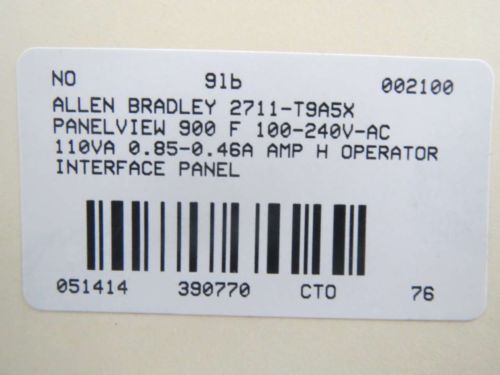 NO 9lb 002100
ALLEN BRADLEY 2711-T9A5X
PANELVIEW 900 F 100-240V-AC
110VA 0.85-0.46A AMP H OPERATOR
INTERFACE PANEL
051414 390770 CTO 76